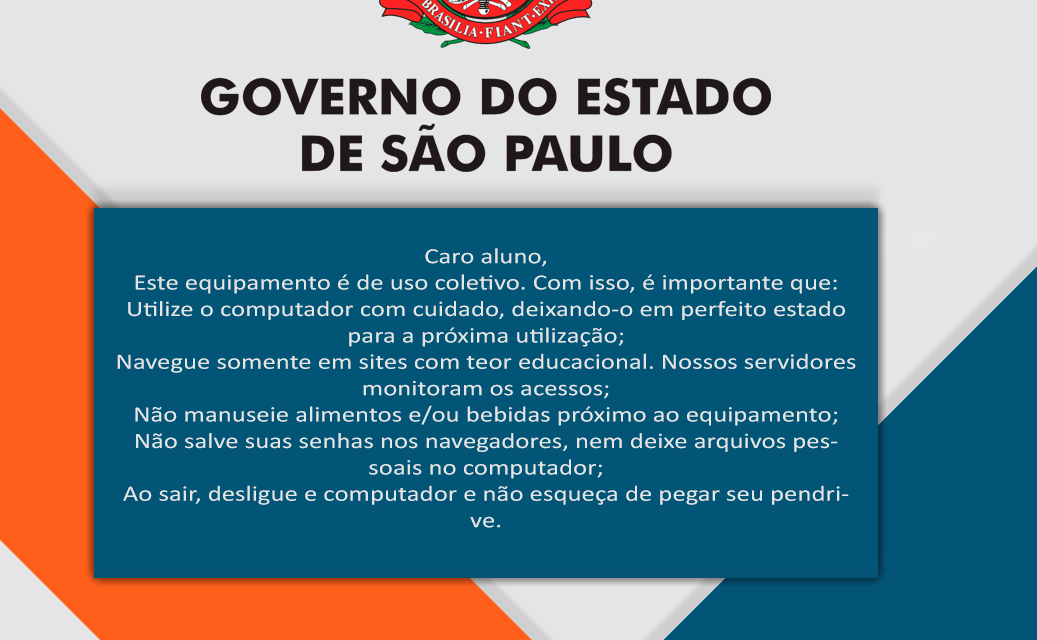 BRASILIA·FIANT·EXI
GOVERNO DO ESTADO
DE SÃO PAULO
Caro aluno,
Este equipamento é de uso coletivo. Com isso, é importante que:
Utilize o computador com cuidado, deixando-o em perfeito estado
para a próxima utilização;
Navegue somente em sites com teor educacional. Nossos servidores
monitoram os acessos;
Não manuseie alimentos e/ou bebidas próximo ao equipamento;
Não salve suas senhas nos navegadores, nem deixe arquivos pes-
soais no computador;
Ao sair, desligue e computador e não esqueça de pegar seu pendri-
ve.